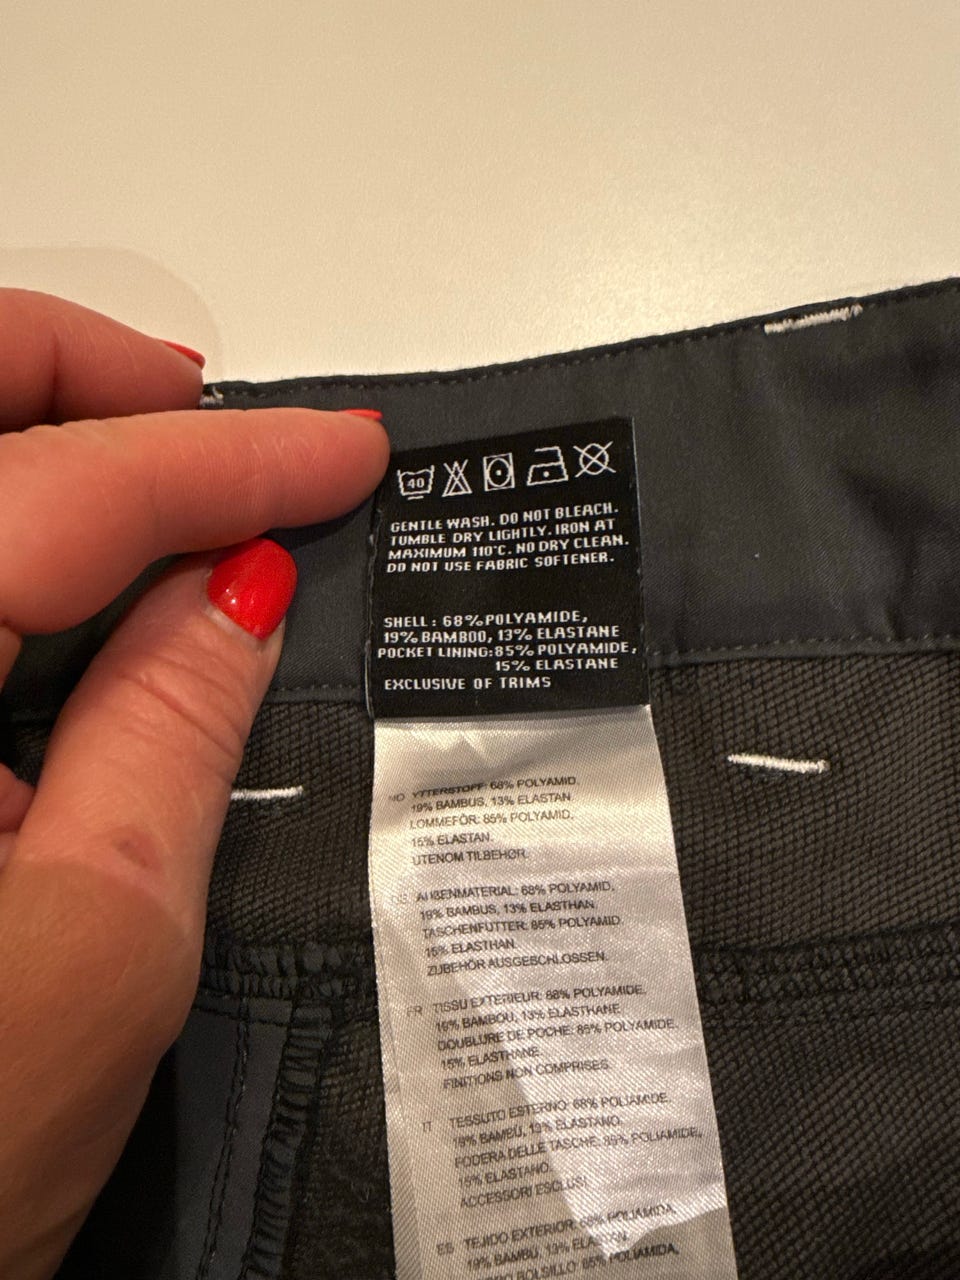 40
GENTLE WASH. DO NOT BLEACH.
TUMBLE DRY LIGHTLY. IRON AT
MAXIMUM 110°C. NO DRY CLEAN.
DO NOT USE FABRIC SOFTENER.
SHELL: 68% POLYAMIDE,
19% BAMBOO, 13% ELASTANE
POCKET LINING: 85% POLYAMIDE,
15% ELASTANE
EXCLUSIVE OF TRIMS
NO YTTERSTOFF: 68% POLYAMID,
19% BAMBUS, 13% ELASTAN
LOMMEFÔR: 85% POLYAMID,
15% ELASTAN.
UTENOM TILBEHØR.
DE AUßENMATERIAL: 68% POLYAMID,
19% BAMBUS, 13% ELASTHAN.
TASCHENFUTTER: 85% POLYAMID.
15% ELASTHAN.
ZUBEHÖR AUSGESCHLOSSEN.
FR TISSU EXTERIEUR: 68% POLYAMIDE,
19% BAMBOU, 13% ELASTHANE.
DOUBLURE DE POCHE: 85% POLYAMIDE,
15% ELASTHANE.
FINITIONS NON COMPRISES.
IT TESSUTO ESTERNO: 68% POLIAMIDE,
19% BAMBÙ, 13% ELASTANO.
FODERA DELLE TASCHE: 85% POLIAMIDE,
15% ELASTANO.
ACCESSORI ESCLUSI
ES TEJIDO EXTERIOR: 68% POLIAMIDA,
19% BAMBÚ, 13%
BOLSILLO: 85% POLIAMIDA,